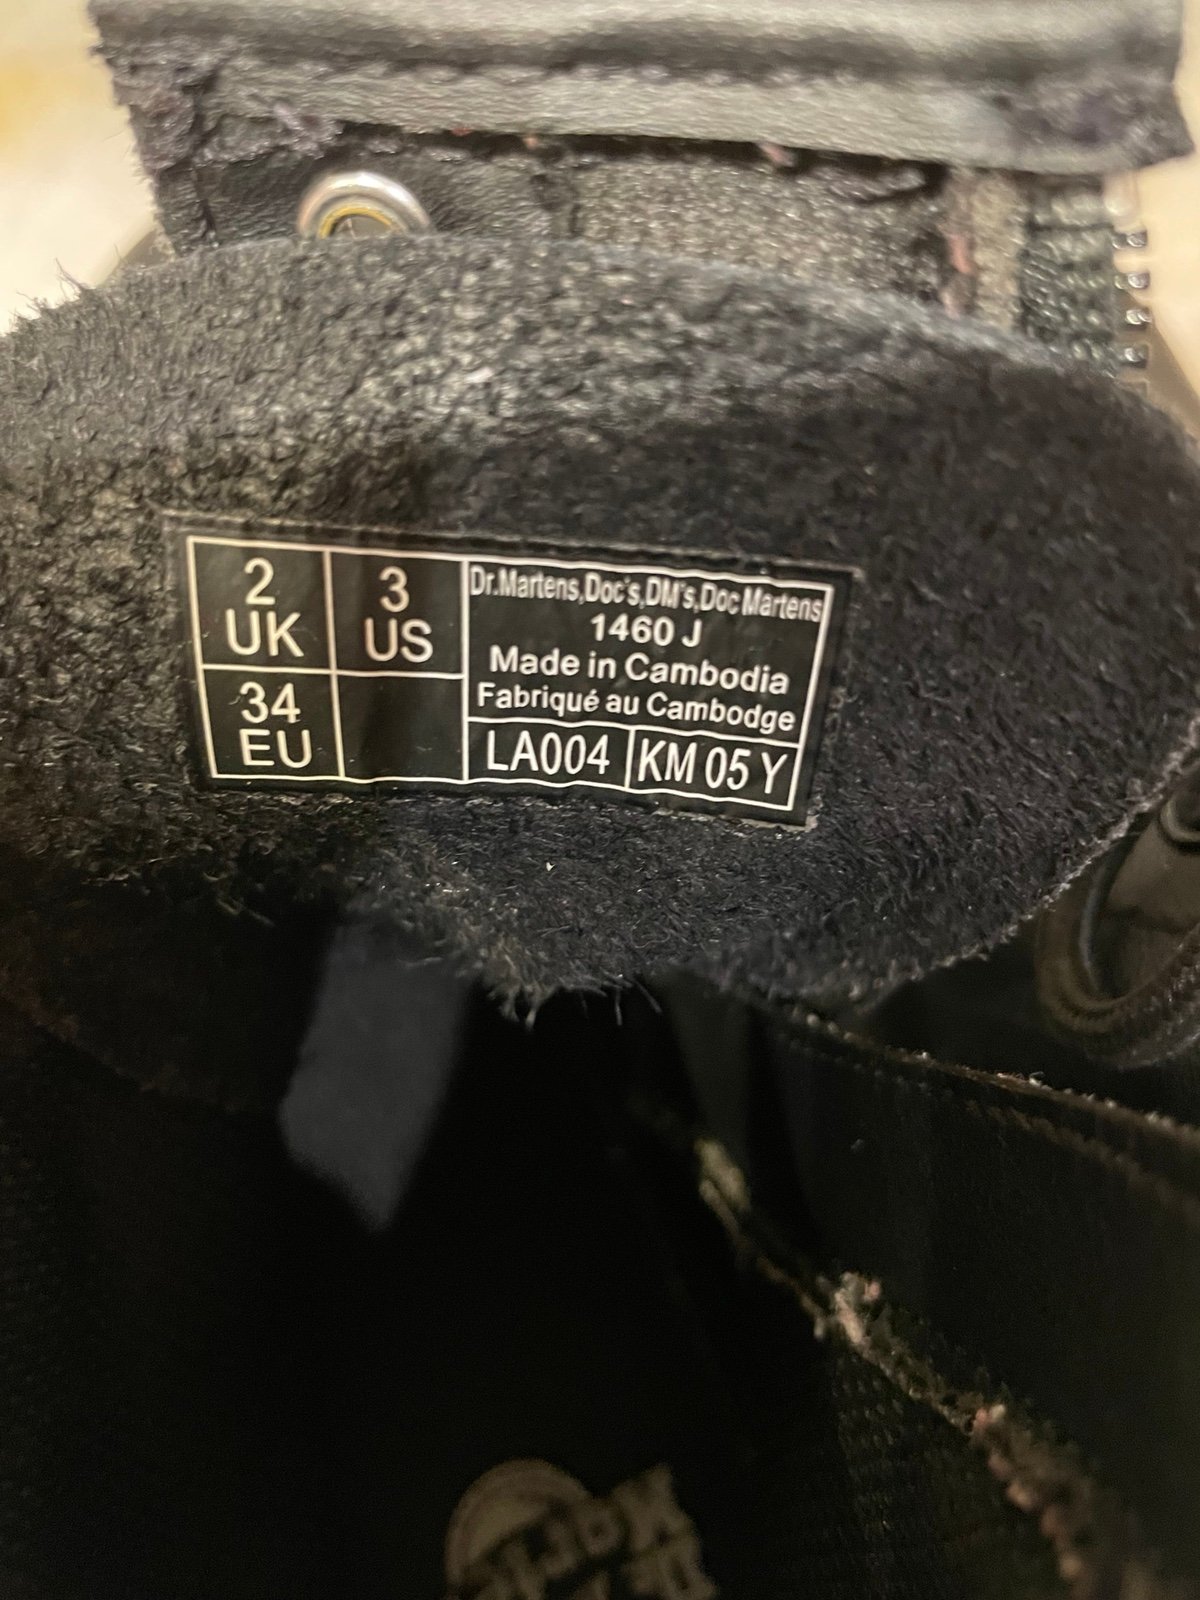 2
UK
3
US
34
EU
Dr.Martens,Doc's,DM's,Doc Martens
1460 J
Made in Cambodia
Fabriqué au Cambodge
LA004
KM 05 Y